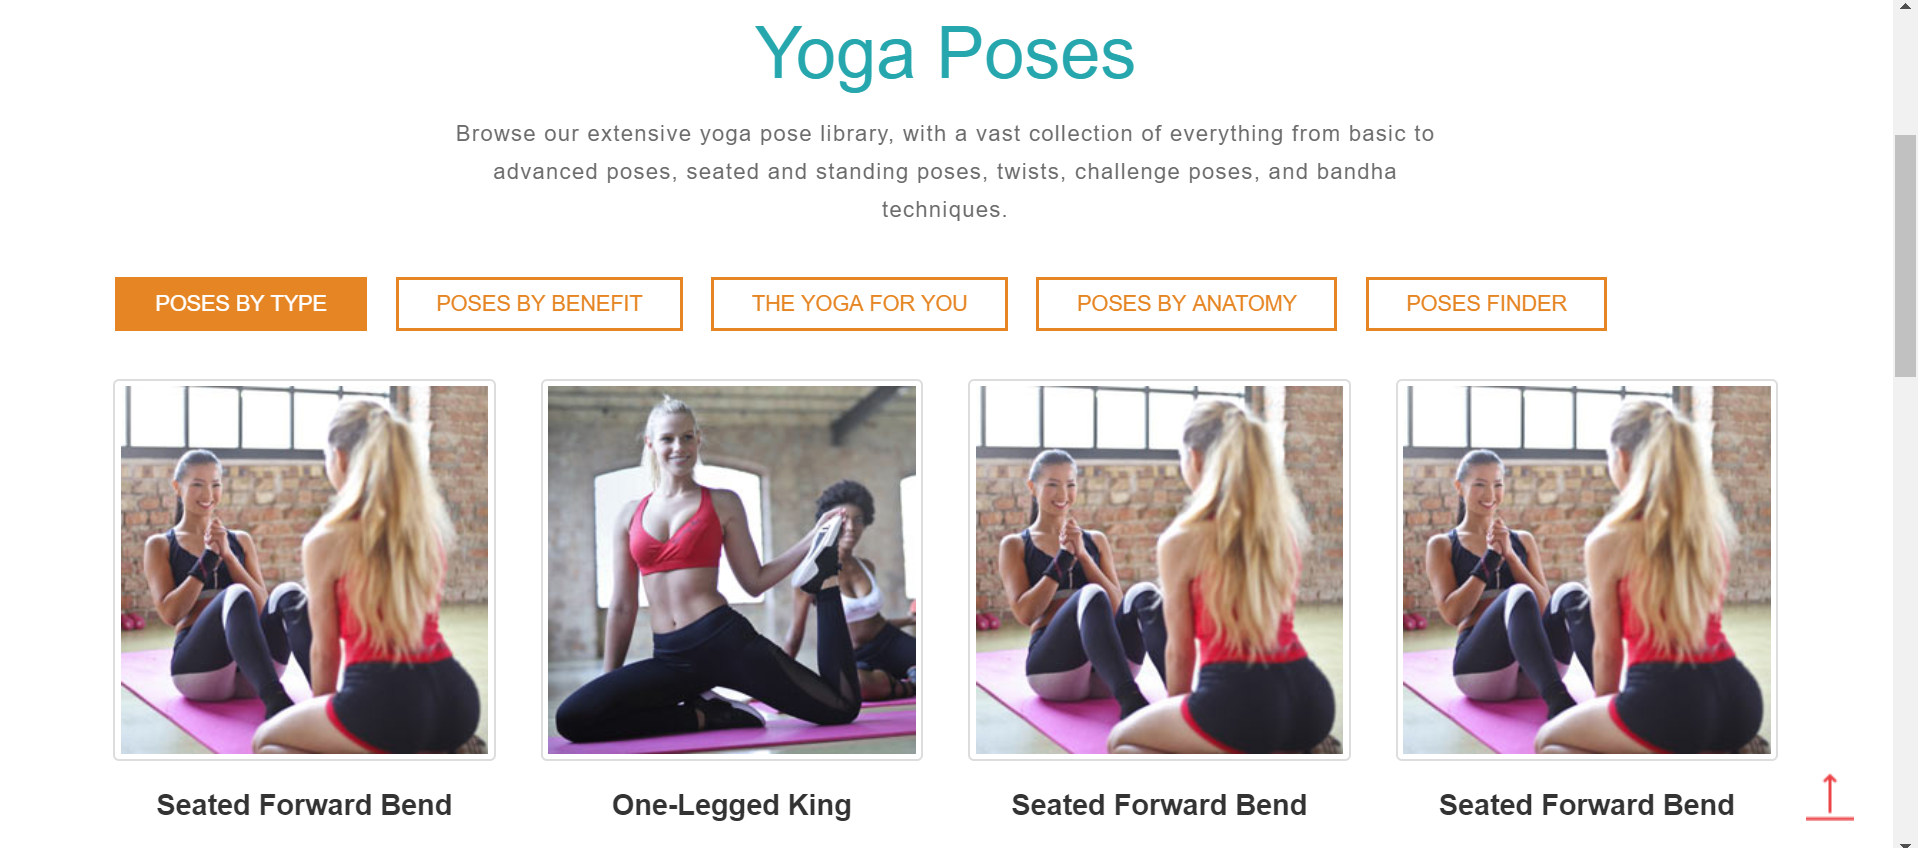 Yoga Poses
Browse our extensive yoga pose library, with a vast collection of everything from basic to
advanced poses, seated and standing poses, twists, challenge poses, and bandha
techniques.
POSES BY TYPE
POSES BY BENEFIT
THE YOGA FOR YOU
POSES BY ANATOMY
POSES FINDER
Seated Forward Bend
One-Legged King
Seated Forward Bend
Seated Forward Bend